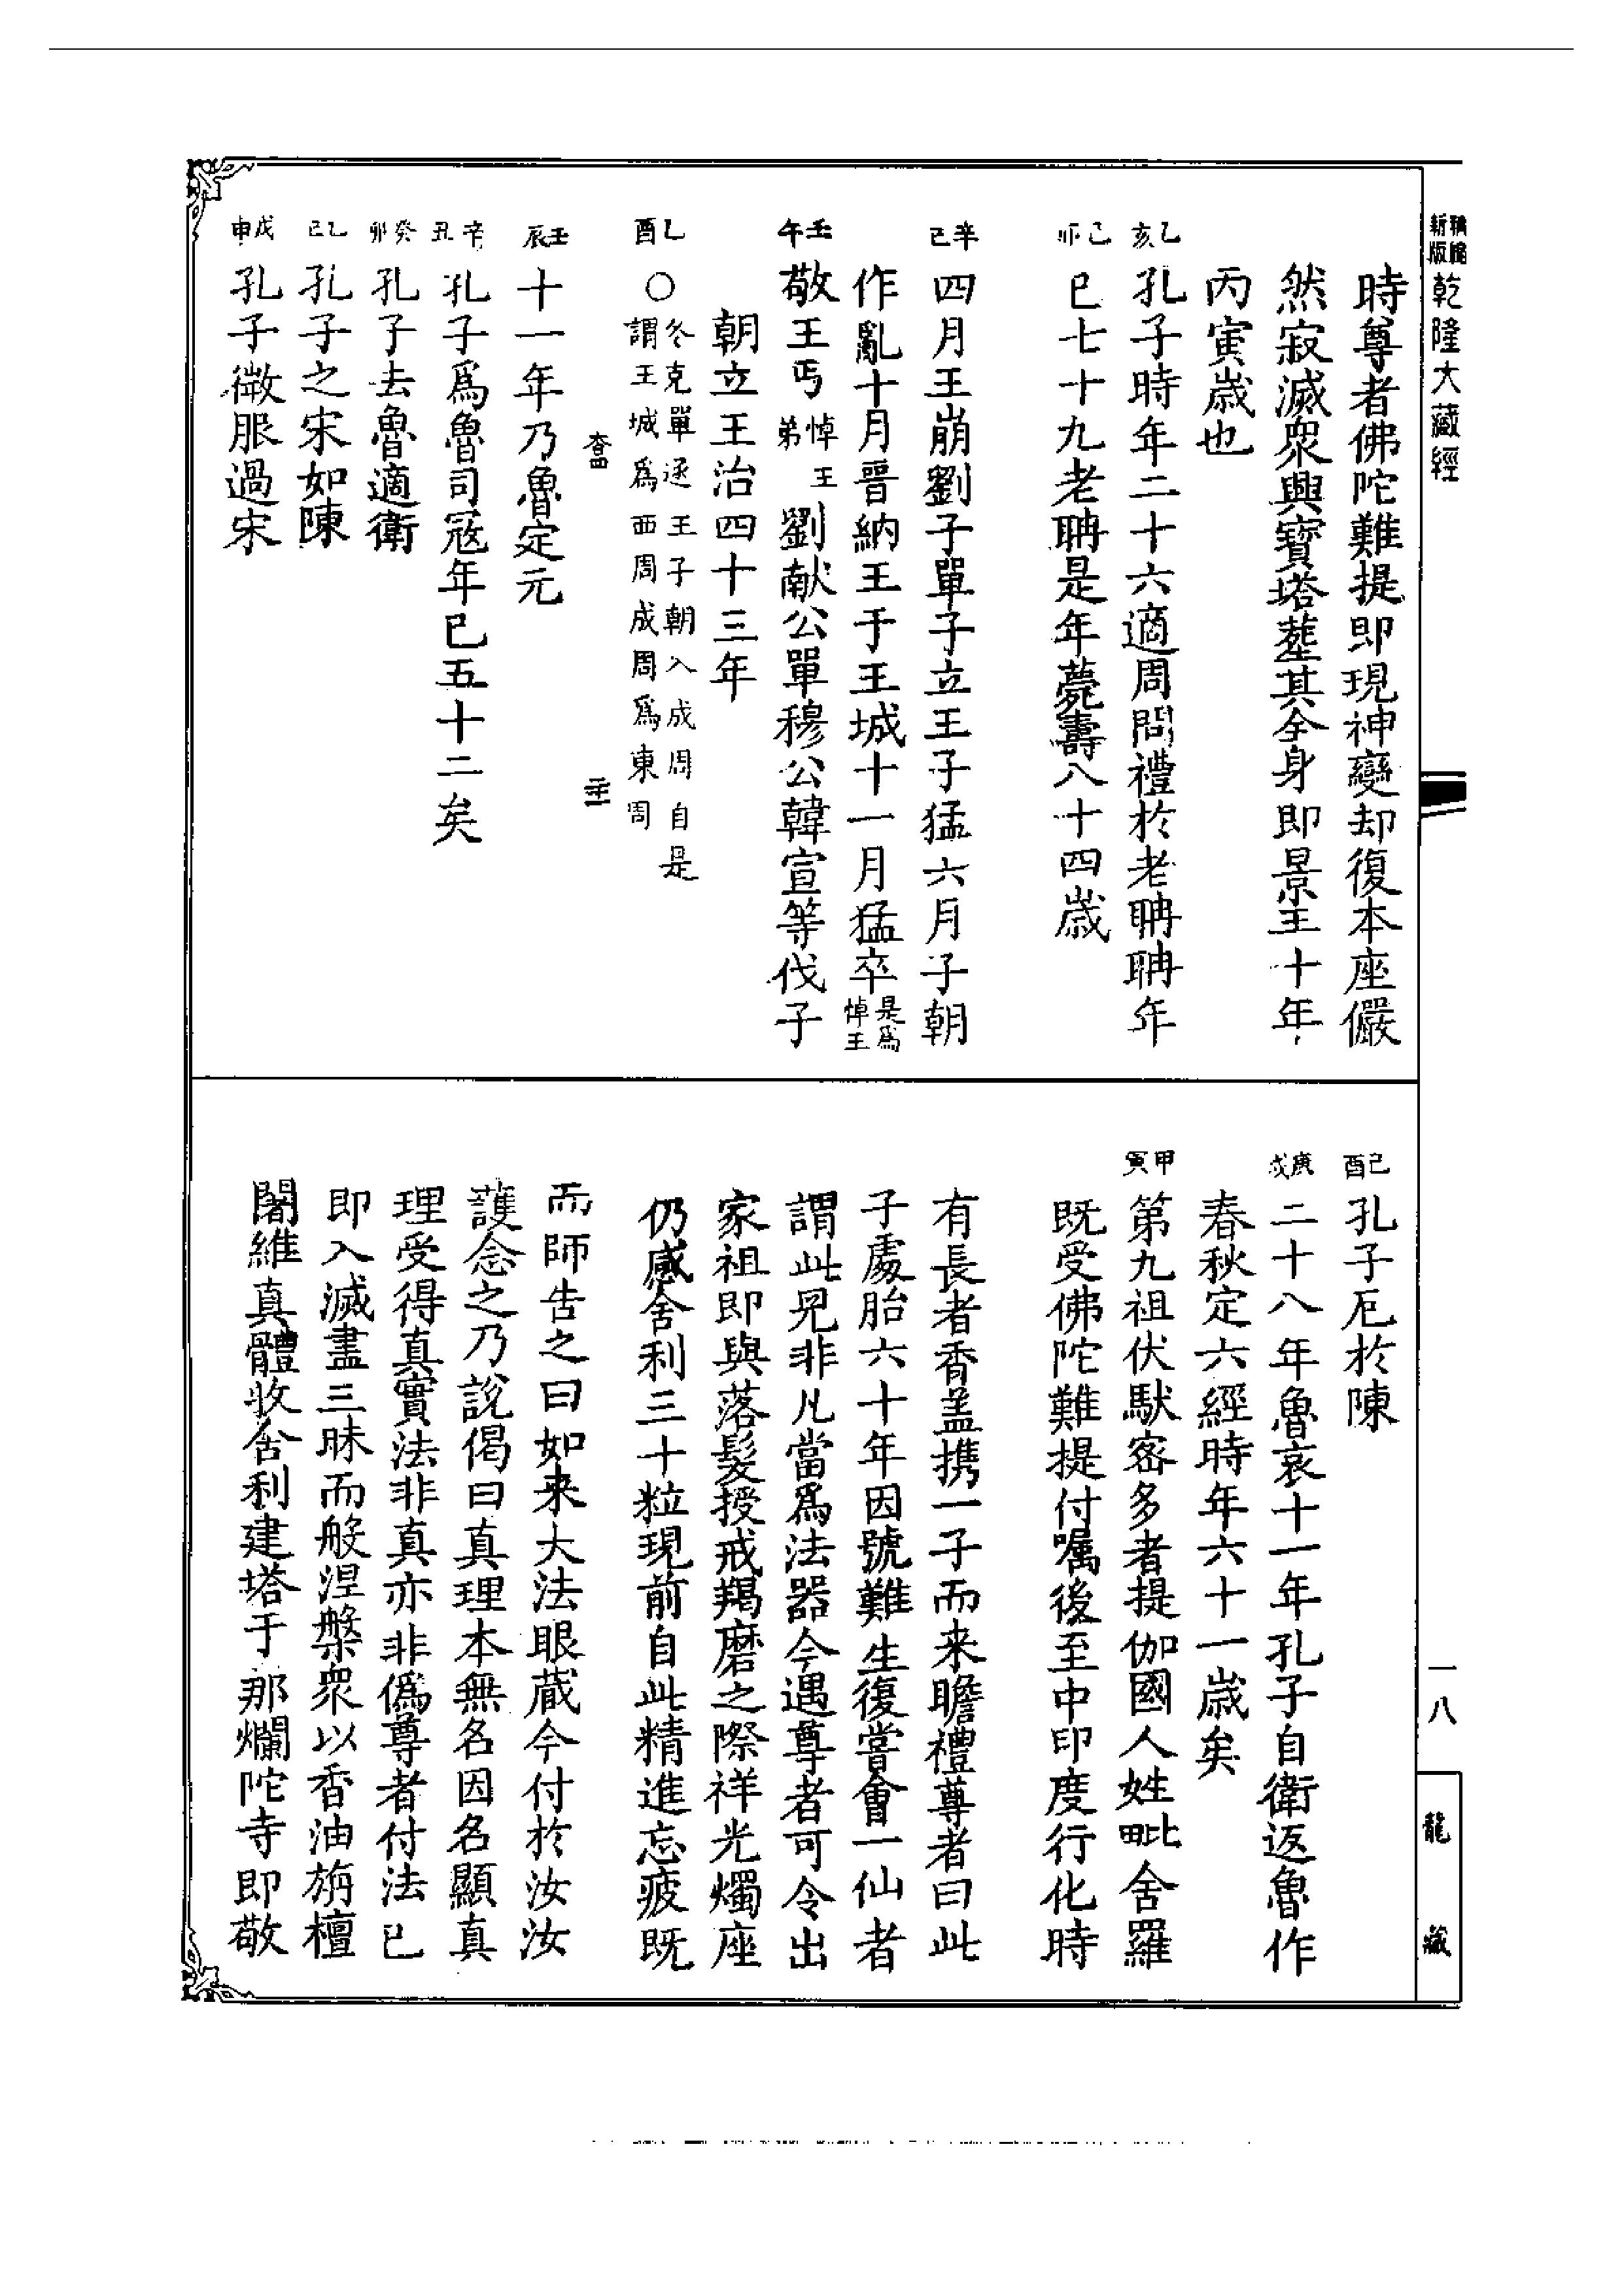 新版
乾隆大藏經
時尊者佛陀難提即現神變却復本座儼
然寂滅衆興寶塔葬其全身即景王十年
丙寅歲也
乙亥 孔子時年二十六適周問禮於老聃聃年
己卯 已七十九老聃是年薨壽八十四歲
辛巳 四月王崩劉子單子立王子猛六月子朝
作亂十月晉納王于王城十一月猛卒是爲悼王
壬午 敬王丐悼王弟劉献公單穆公韓宣等伐子
朝立王治四十三年
乙酉 ○冬克單逐王子朝入成周自是謂王城爲西周成周爲東周
壬辰 十一年乃魯定元
辛丑 孔子爲魯司寇年已五十二矣
癸卯 孔子去魯適衛
乙巳 孔子之宋如陳
戊申 孔子微服過宋
己酉 孔子厄於陳
庚戌 二十八年魯哀十一年孔子自衛返魯作
春秋定六經時年六十一歲矣
甲寅 第九祖伏馱密多者提伽國人姓毗舍羅
既受佛陀難提付嘱後至中印度行化時
有長者香盖携一子而来瞻禮尊者曰此
子處胎六十年因號難生復嘗會一仙者
謂此兒非凡當爲法器今遇尊者可令出
家祖即與落髮授戒羯磨之際祥光燭座
仍感舍利三十粒現前自此精進忘疲既
而師告之曰如来大法眼蔵今付於汝汝
護念之乃說偈曰真理本無名因名顯真
理受得真實法非真亦非僞尊者付法已
即入滅盡三昧而般涅槃衆以香油旃檀
闍維真體收舍利建塔于那爛陀寺即敬
一八
龍藏